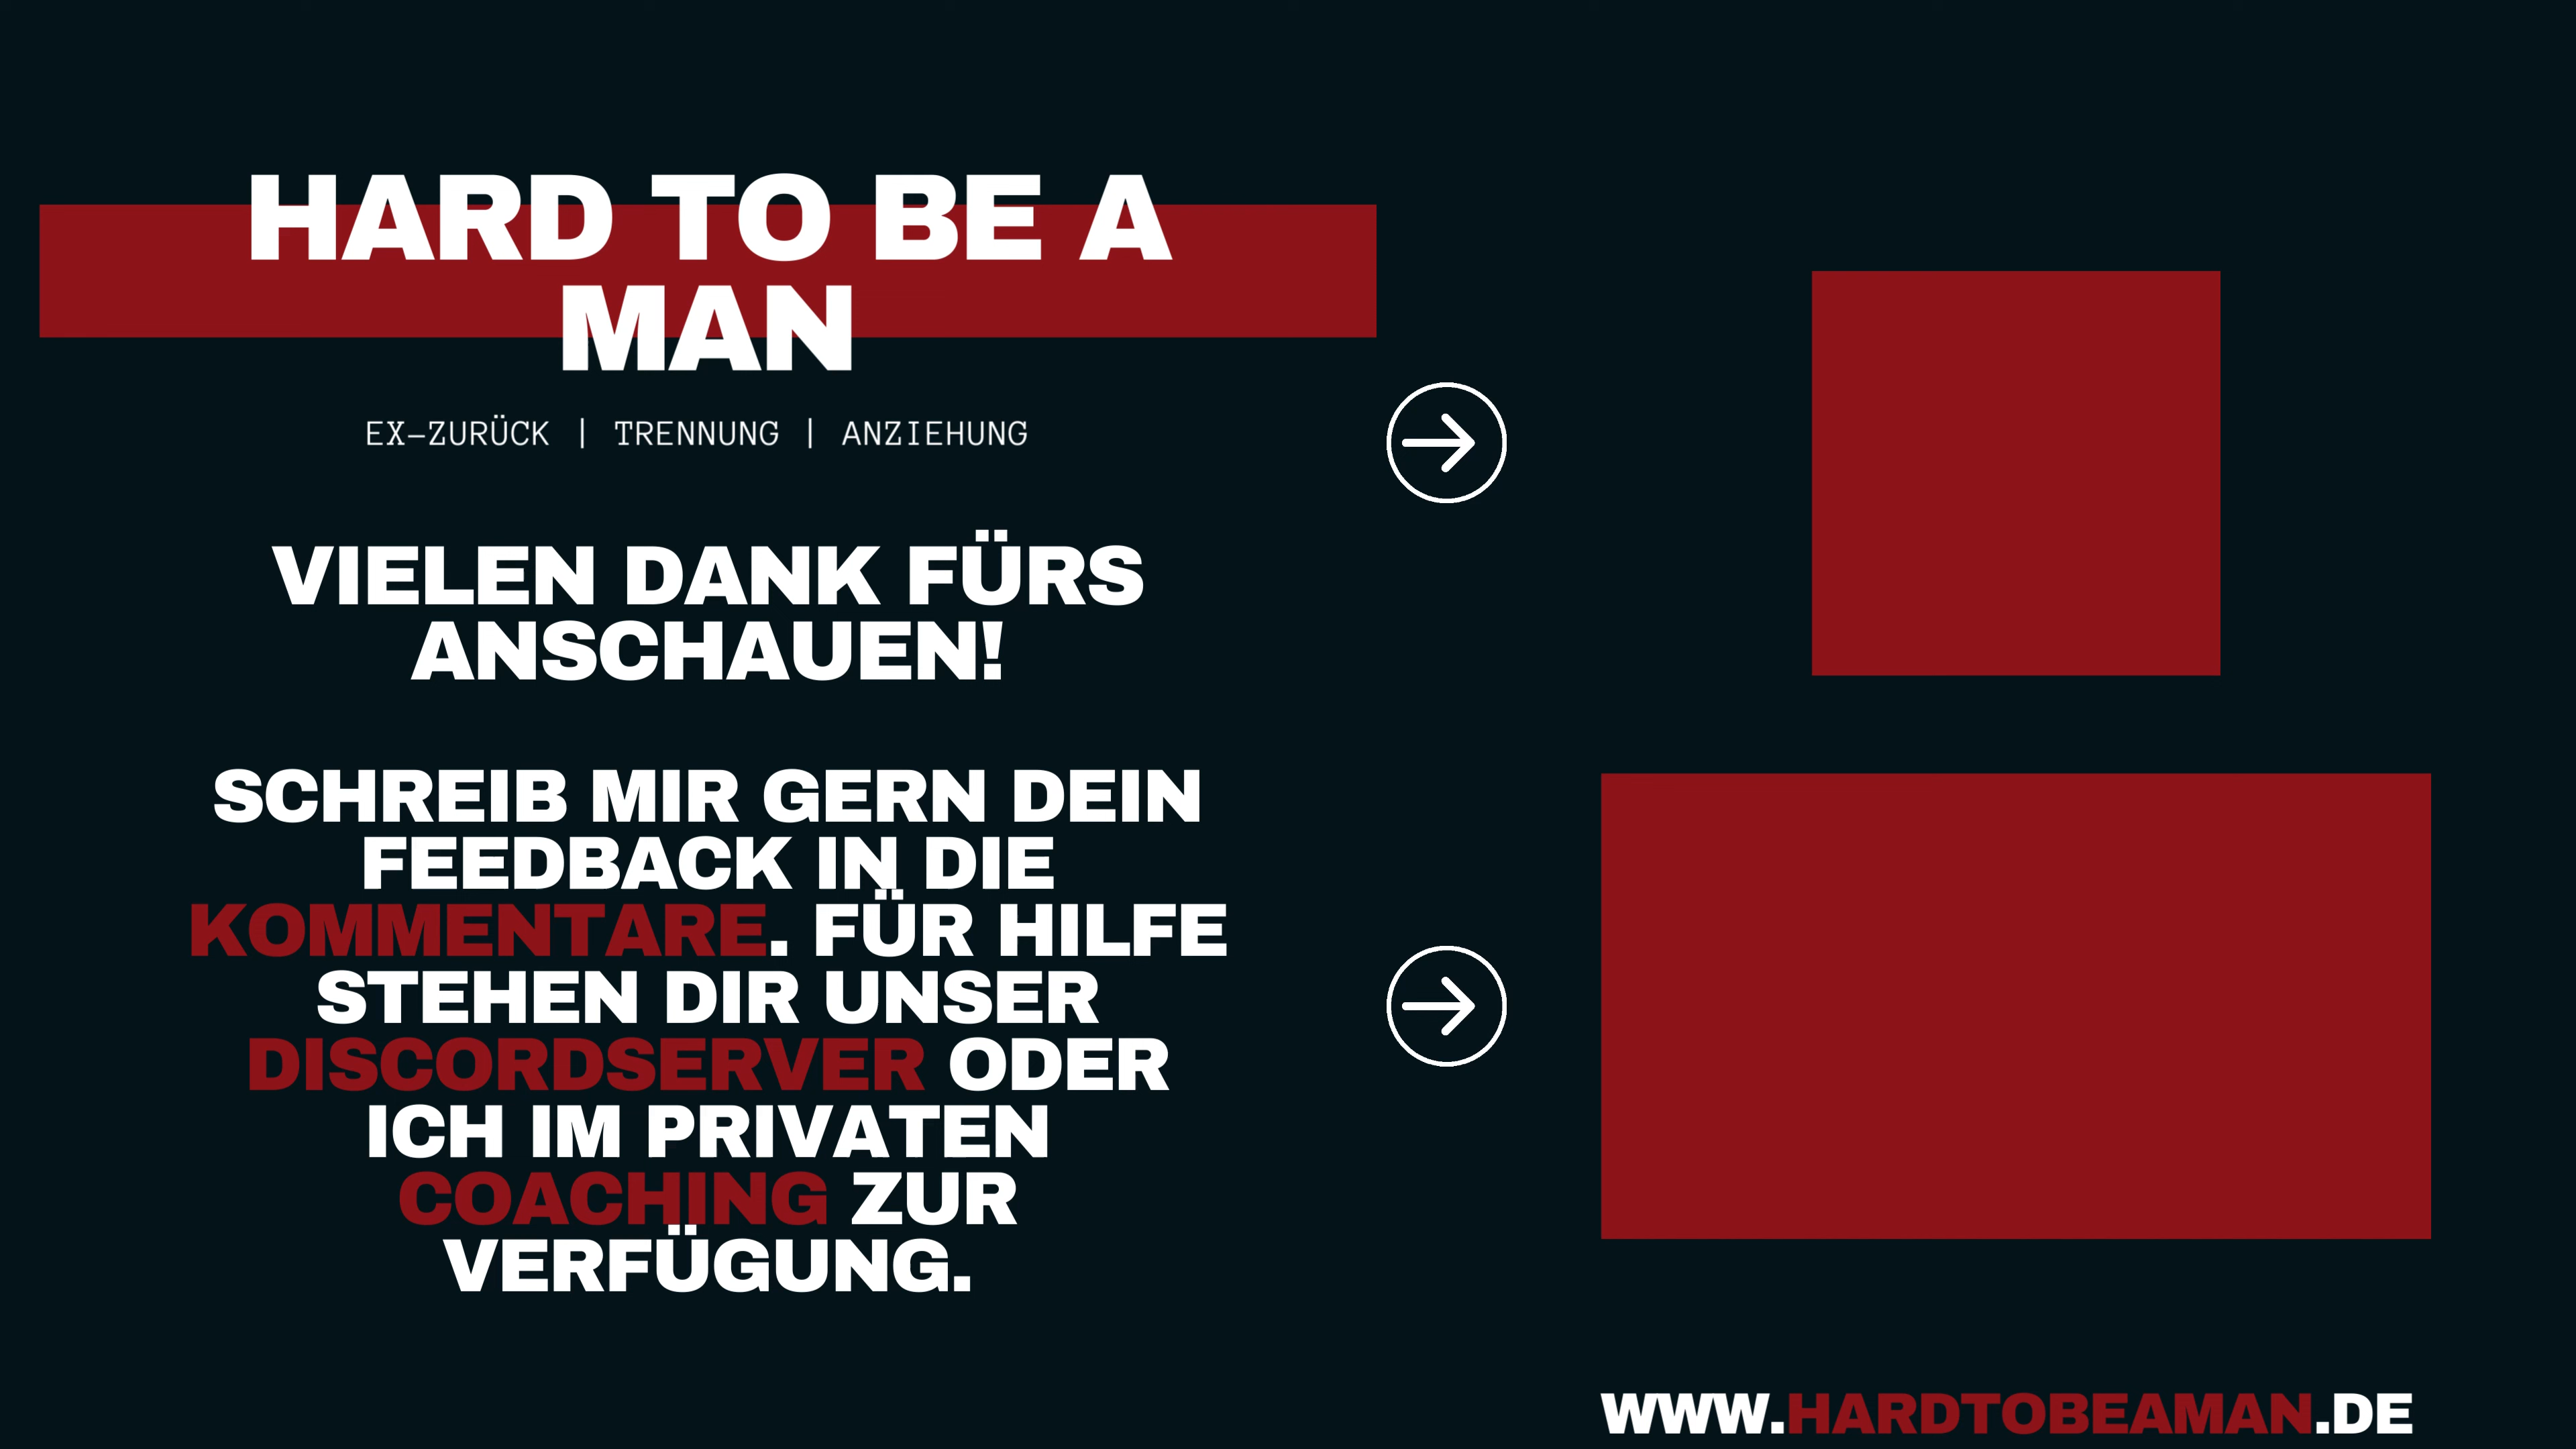 HARD TO BE A
MAN
EX-ZURÜCK | TRENNUNG | ANZIEHUNG
VIELEN DANK FÜRS
ANSCHAUEN!
SCHREIB MIR GERN DEIN
FEEDBACK IN DIE
KOMMENTARE. FÜR HILFE
STEHEN DIR UNSER
DISCORDSERVER ODER
ICH IM PRIVATEN
COACHING ZUR
VERFÜGUNG.
WWW.HARDTOBEAMAN.DE